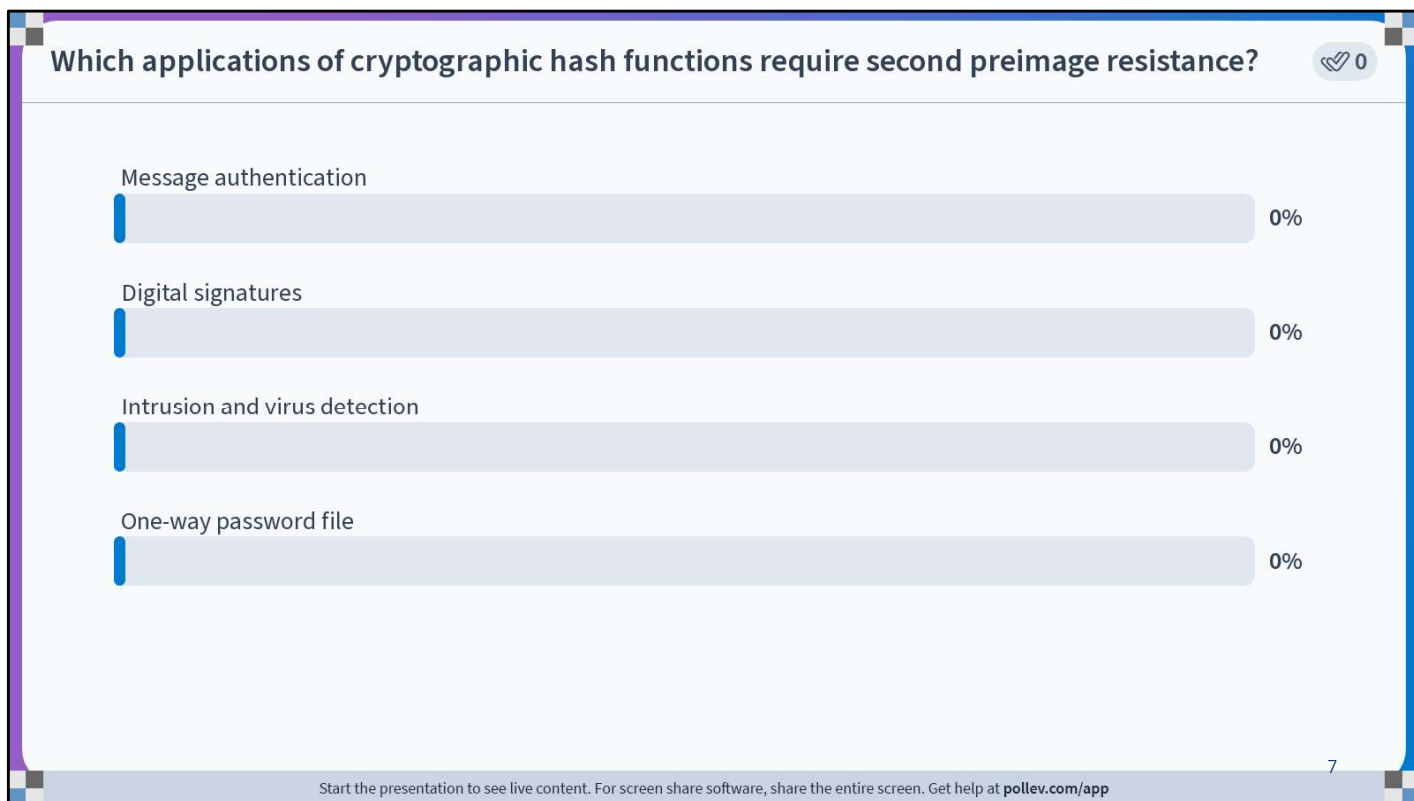 Which applications of cryptographic hash functions require second preimage resistance?
0
Message authentication
0%
Digital signatures
0%
Intrusion and virus detection
0%
One-way password file
0%
7
Start the presentation to see live content. For screen share software, share the entire screen. Get help at pollev.com/app